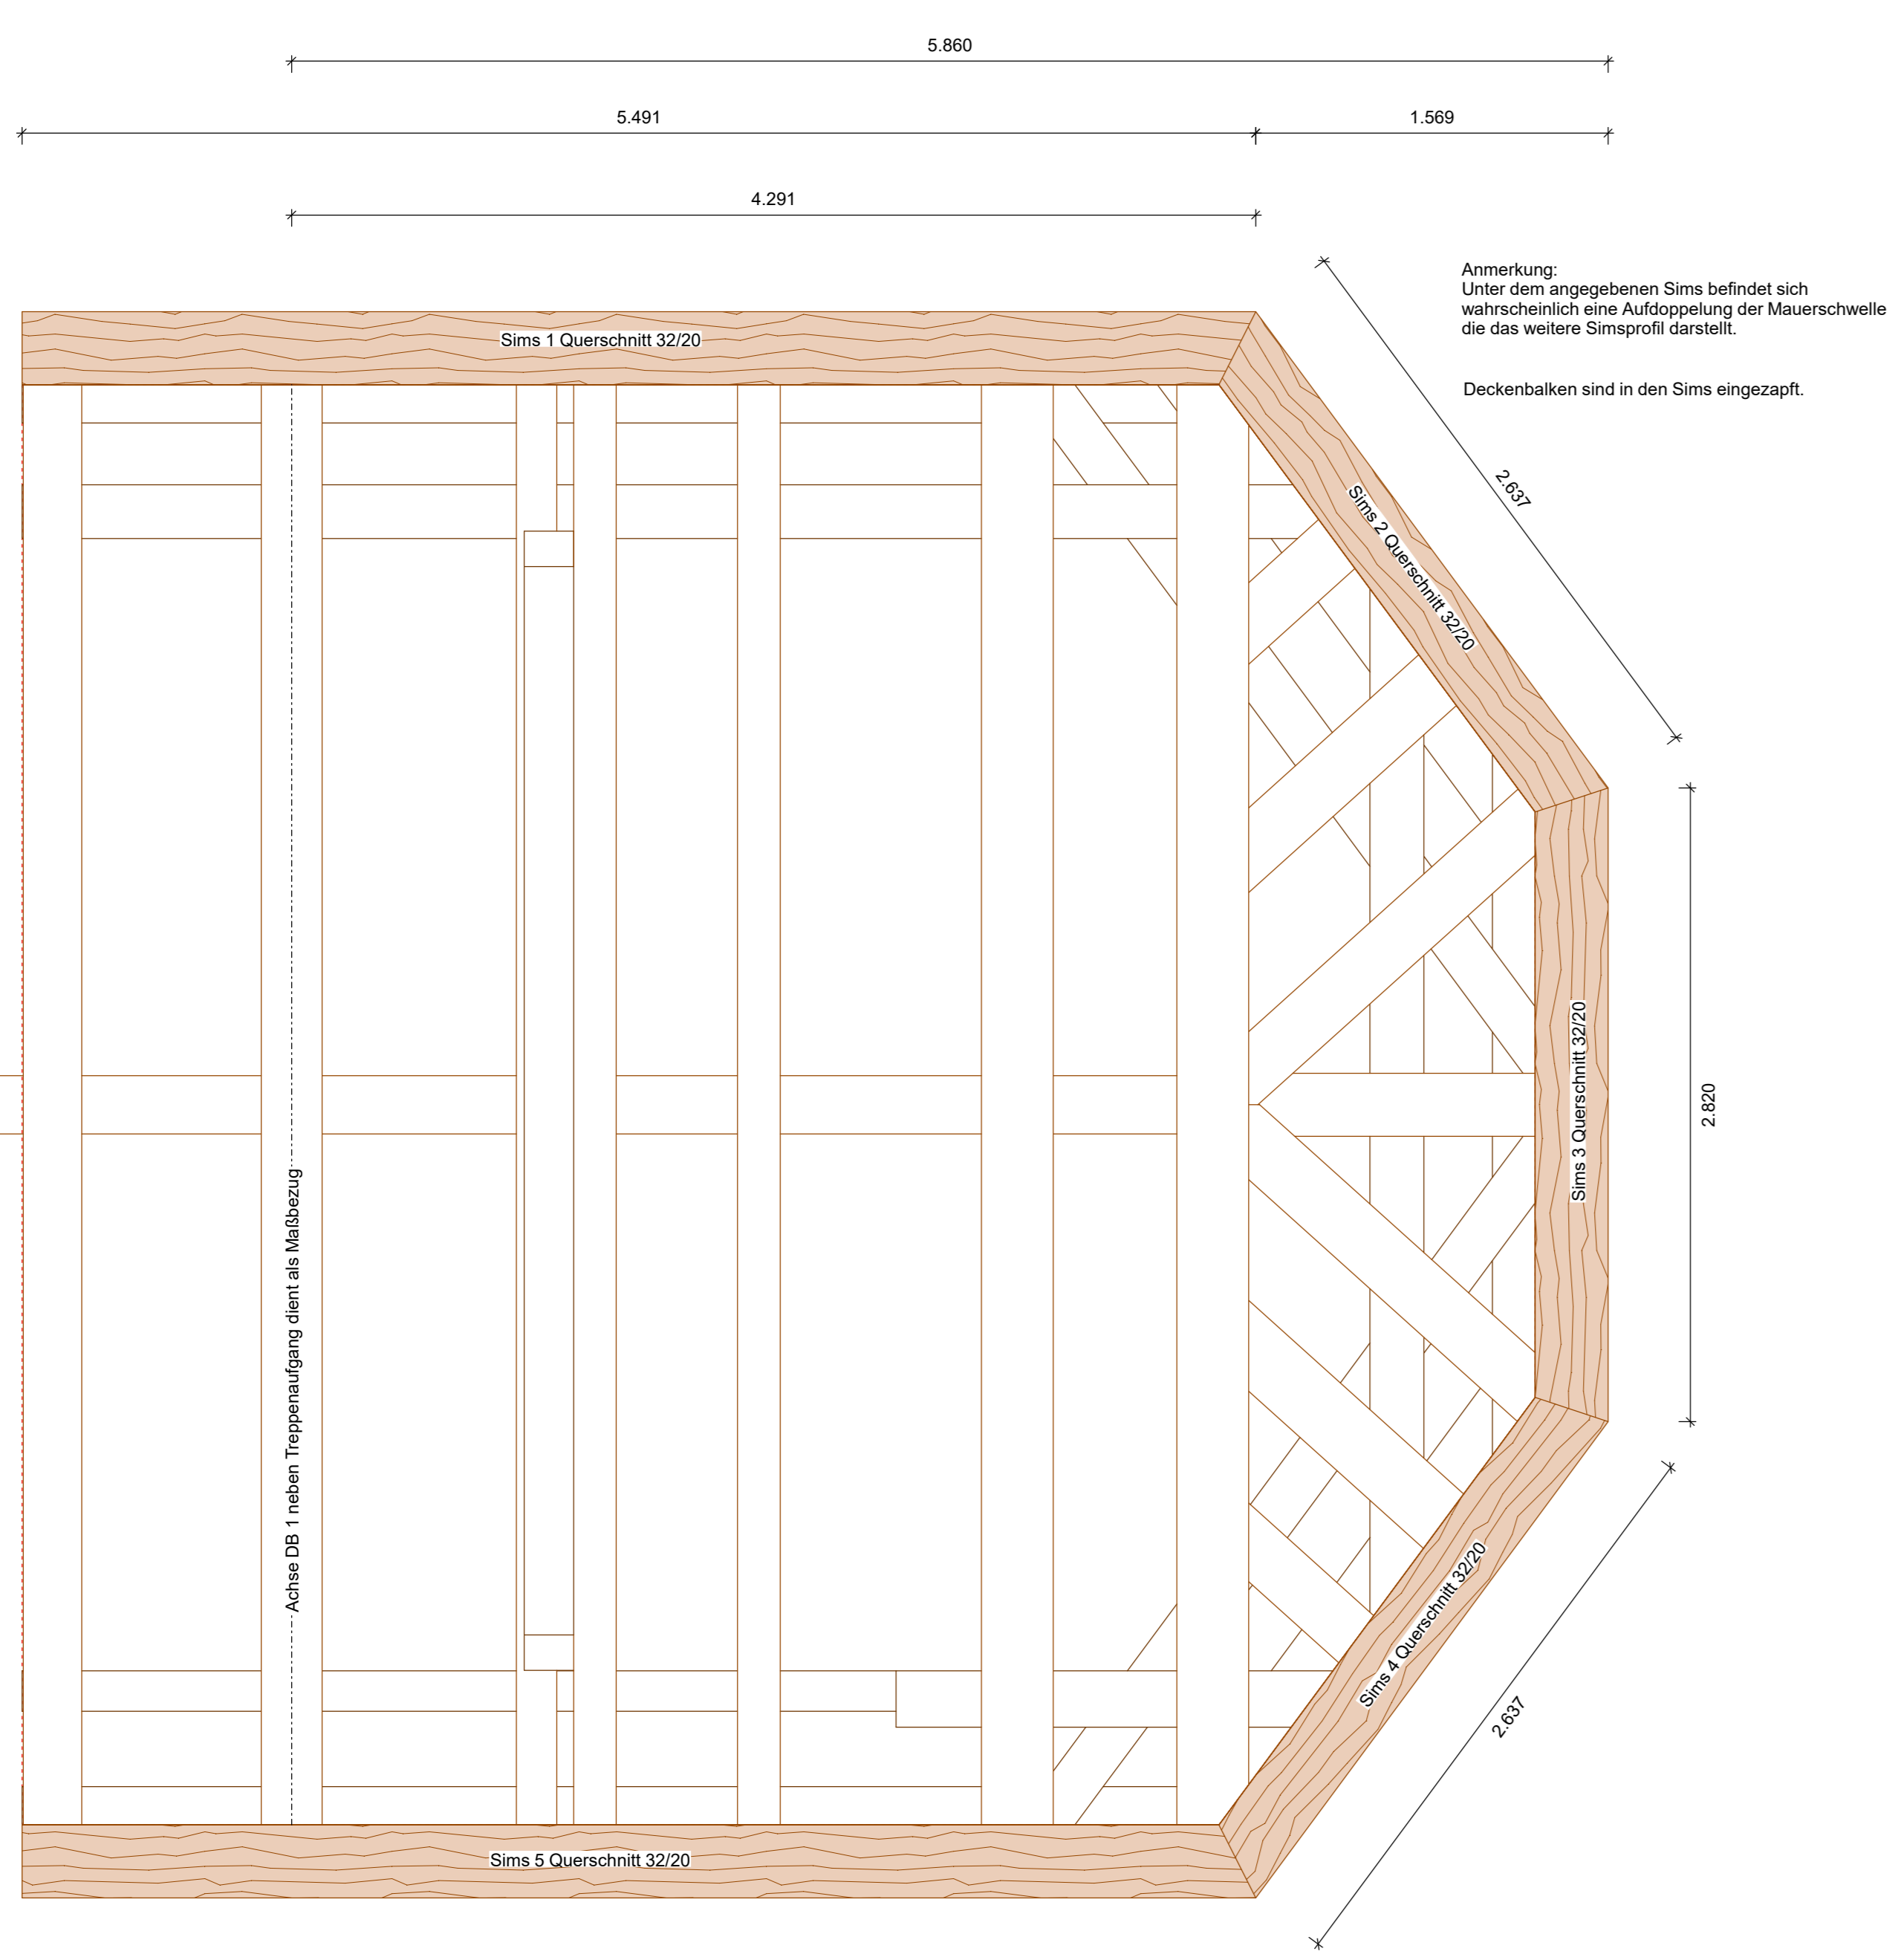 5.860
5.491
1.569
4.291
Anmerkung:
Unter dem angegebenen Sims befindet sich
wahrscheinlich eine Aufdoppelung der Mauerschwelle
die das weitere Simsprofil darstellt.
Deckenbalken sind in den Sims eingezapft.
Sims 1 Querschnitt 32/20
2.637
Sims 2 Querschnitt 32/20
Sims 3 Querschnitt 32/20
2.820
Achse DB 1 neben Treppenaufgang dient als Maßbezug
Sims 4 Querschnitt 32/20
2.637
Sims 5 Querschnitt 32/20